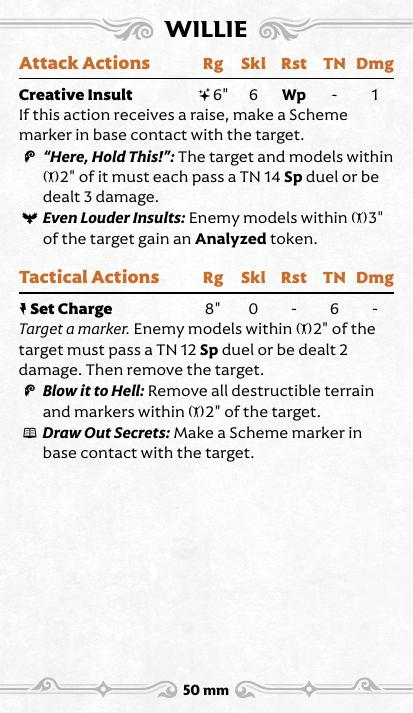 WILLIE
Attack Actions Rg Skl Rst TN Dmg
Creative Insult 6" 6 Wp - 1
If this action receives a raise, make a Scheme
marker in base contact with the target.
“Here, Hold This!”: The target and models within
2" of it must each pass a TN 14 Sp duel or be
dealt 3 damage.
Even Louder Insults: Enemy models within 3"
of the target gain an Analyzed token.
Tactical Actions Rg Skl Rst TN Dmg
Set Charge 8" 0 - 6 -
Target a marker. Enemy models within 2" of the
target must pass a TN 12 Sp duel or be dealt 2
damage. Then remove the target.
Blow it to Hell: Remove all destructible terrain
and markers within 2" of the target.
Draw Out Secrets: Make a Scheme marker in
base contact with the target.
50 mm